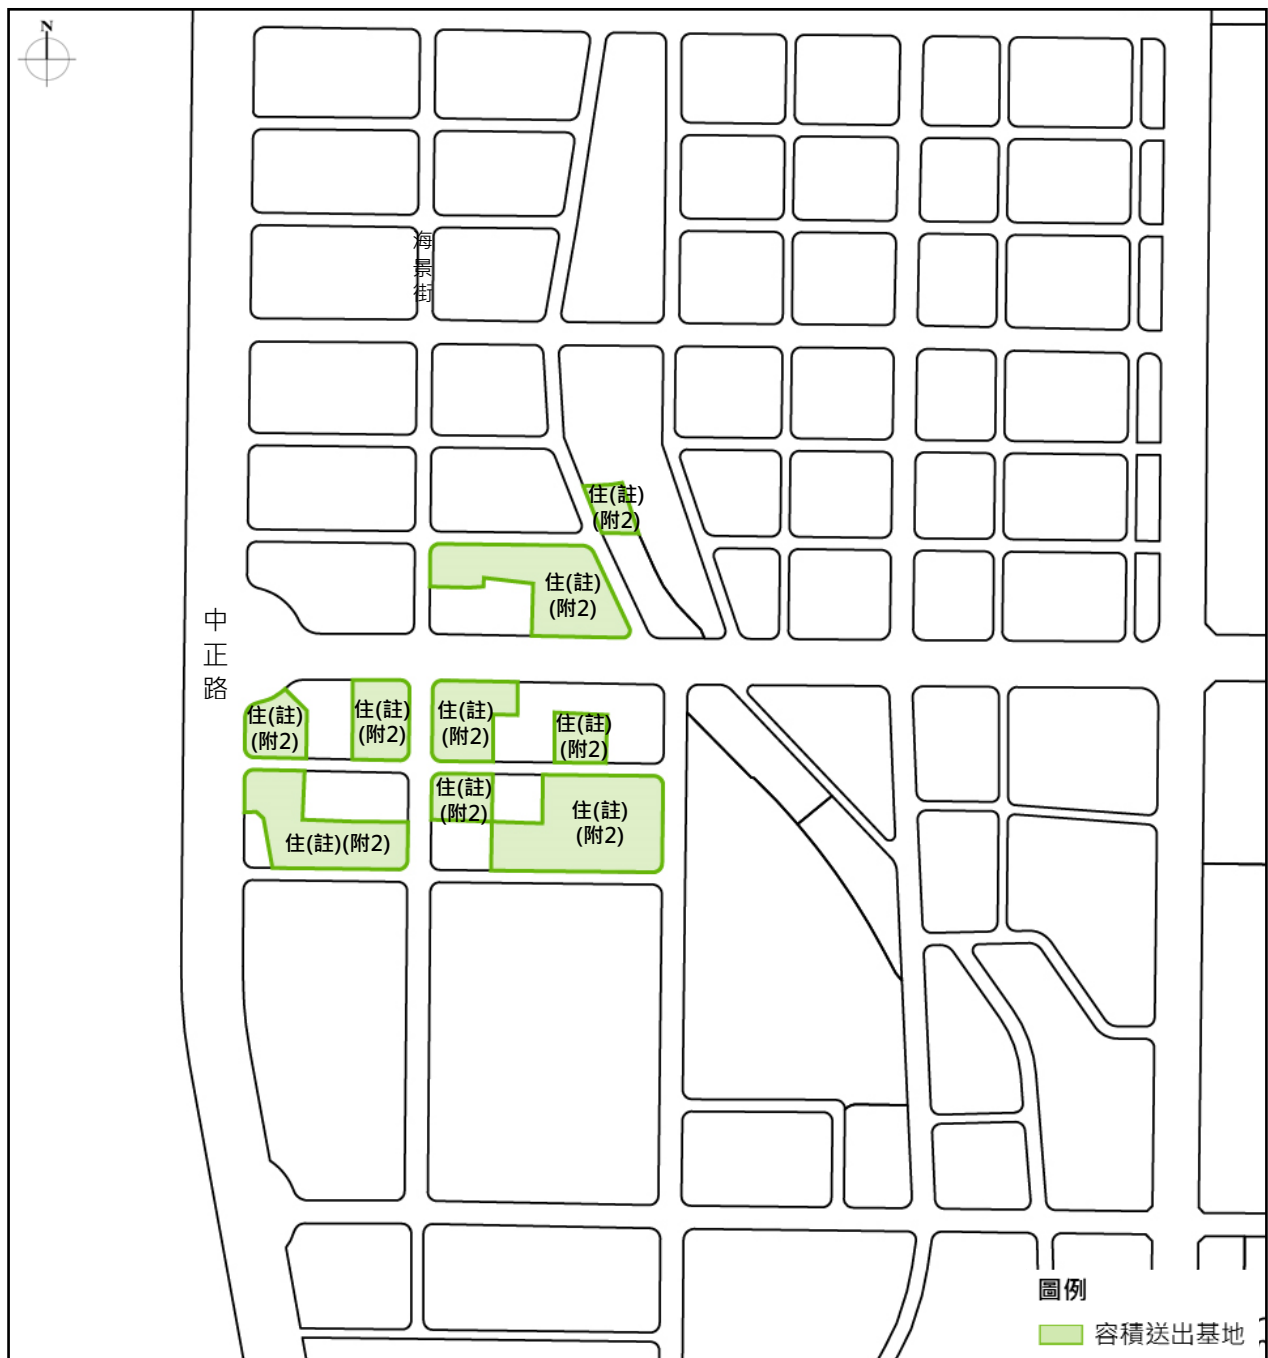 N
海
景
街
住(註)
(附2)
住(註)
(附2)
中
正
路
住(註)
(附2)
住(註)
(附2)
住(註)
(附2)
住(註)
(附2)
住(註)
(附2)
住(註)
(附2)
住(註)(附2)
圖例
容積送出基地